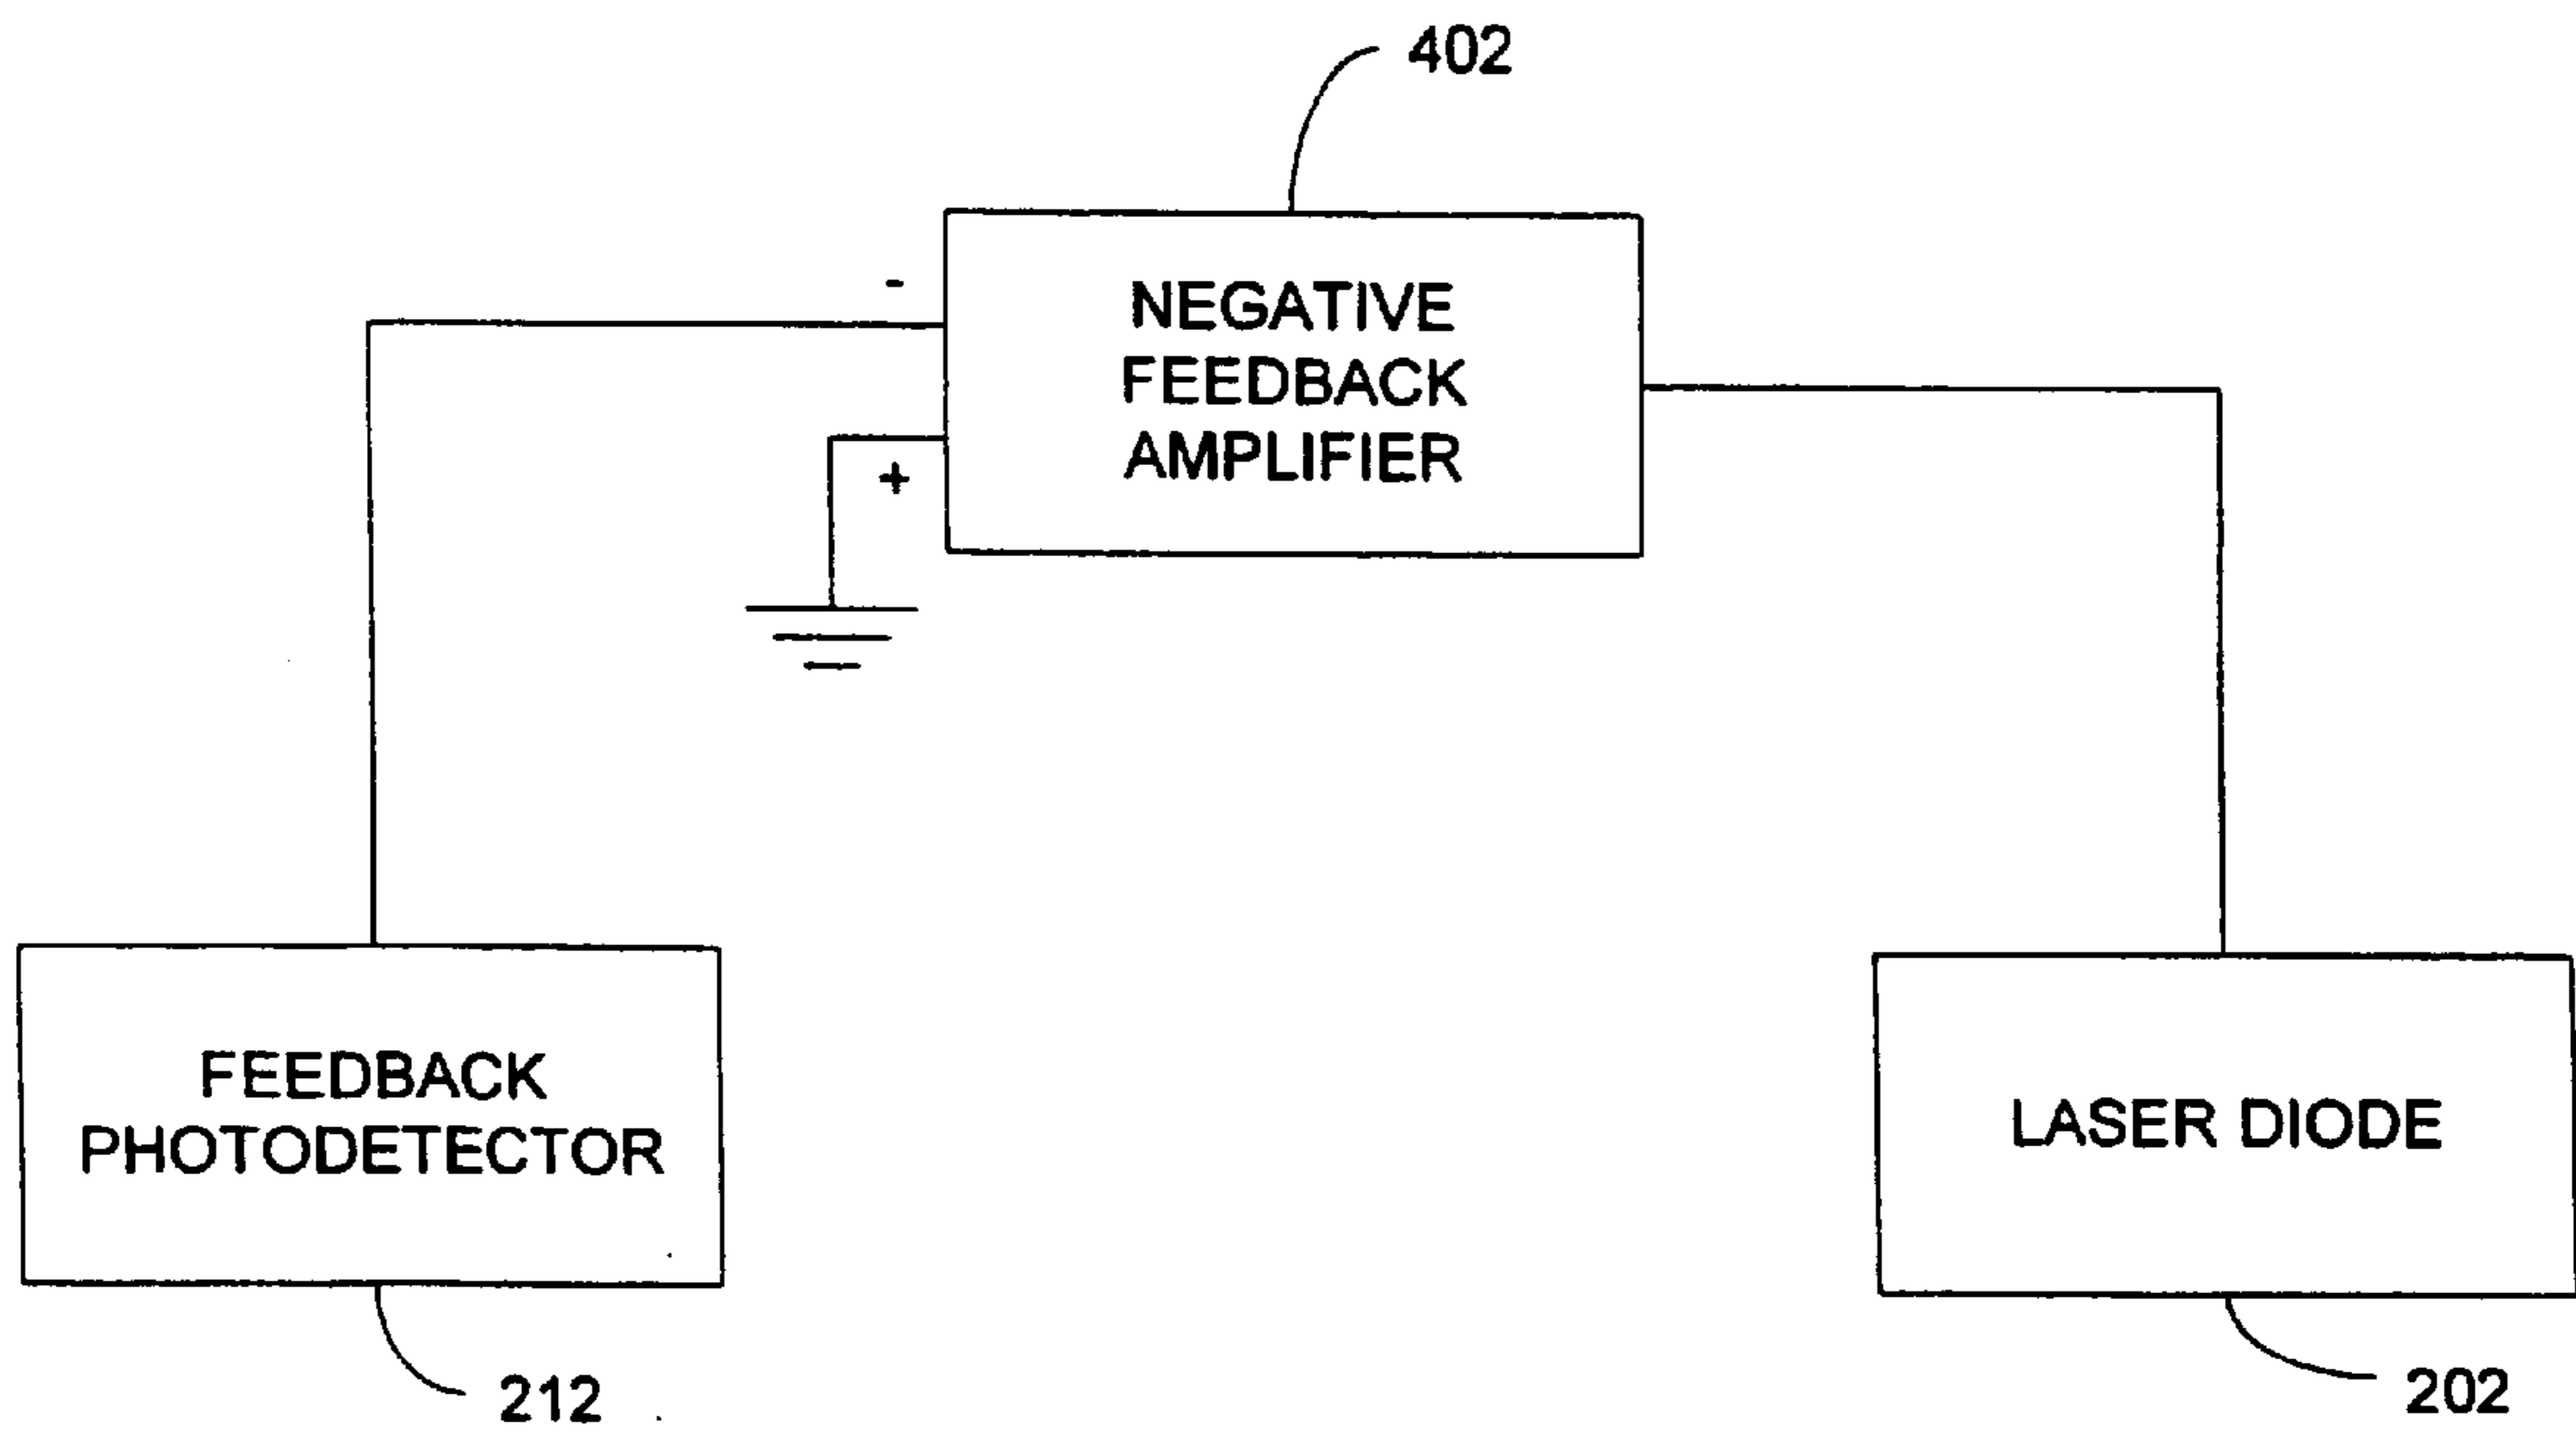 402
-
NEGATIVE
FEEDBACK
AMPLIFIER
+
FEEDBACK
PHOTODETECTOR
LASER DIODE
212
202